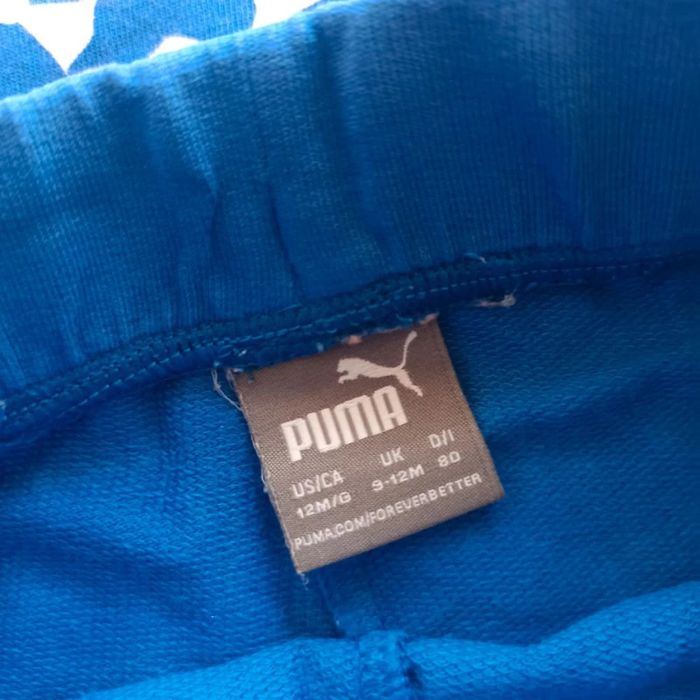 PUMA
US/CA UK D/I
12M/G 9-12M 80
PUMA.COM/FOREVERBETTER